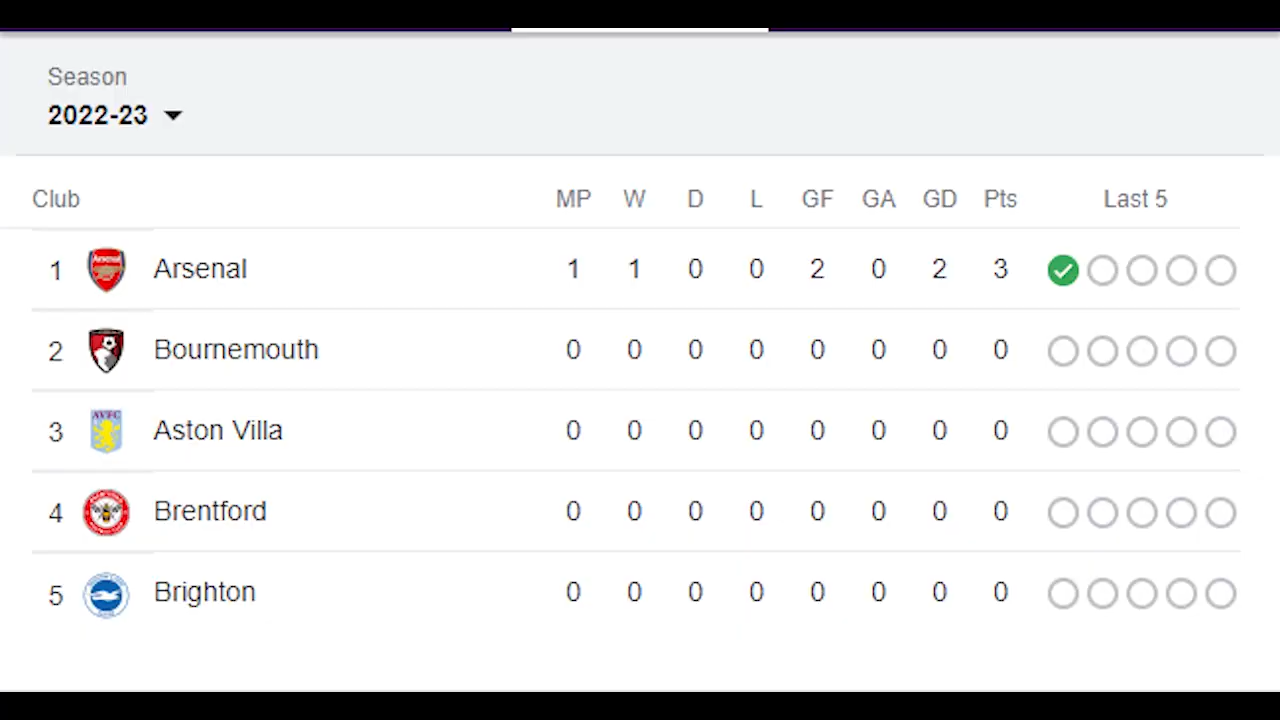 Season
2022-23
Club MP W D L GF GA GD Pts Last 5
1 Arsenal 1 1 0 0 2 0 2 3
2 Bournemouth 0 0 0 0 0 0 0 0
3 AVFC Aston Villa 0 0 0 0 0 0 0 0
4 Brentford 0 0 0 0 0 0 0 0
5 Brighton 0 0 0 0 0 0 0 0